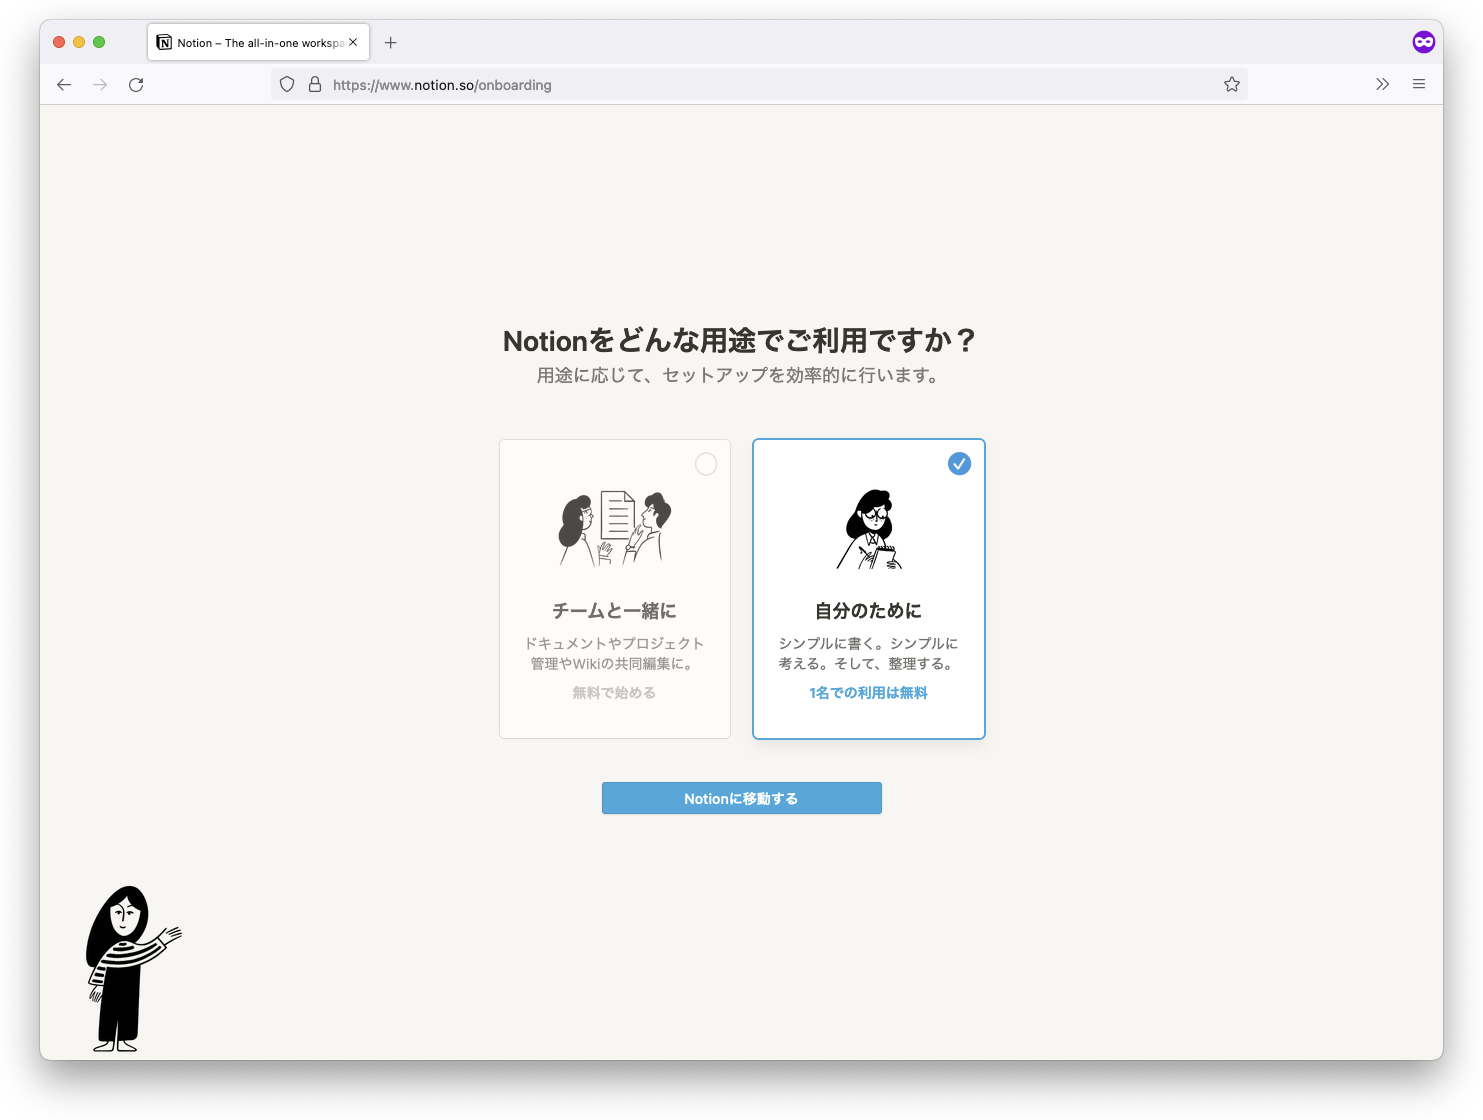 Notion – The all-in-one workspa
https://www.notion.so/onboarding
Notionをどんな用途でご利用ですか？
用途に応じて、セットアップを効率的に行います。
チームと一緒に
ドキュメントやプロジェクト
管理やWikiの共同編集に。
無料で始める
自分のために
シンプルに書く。シンプルに
考える。そして、整理する。
1名での利用は無料
Notionに移動する